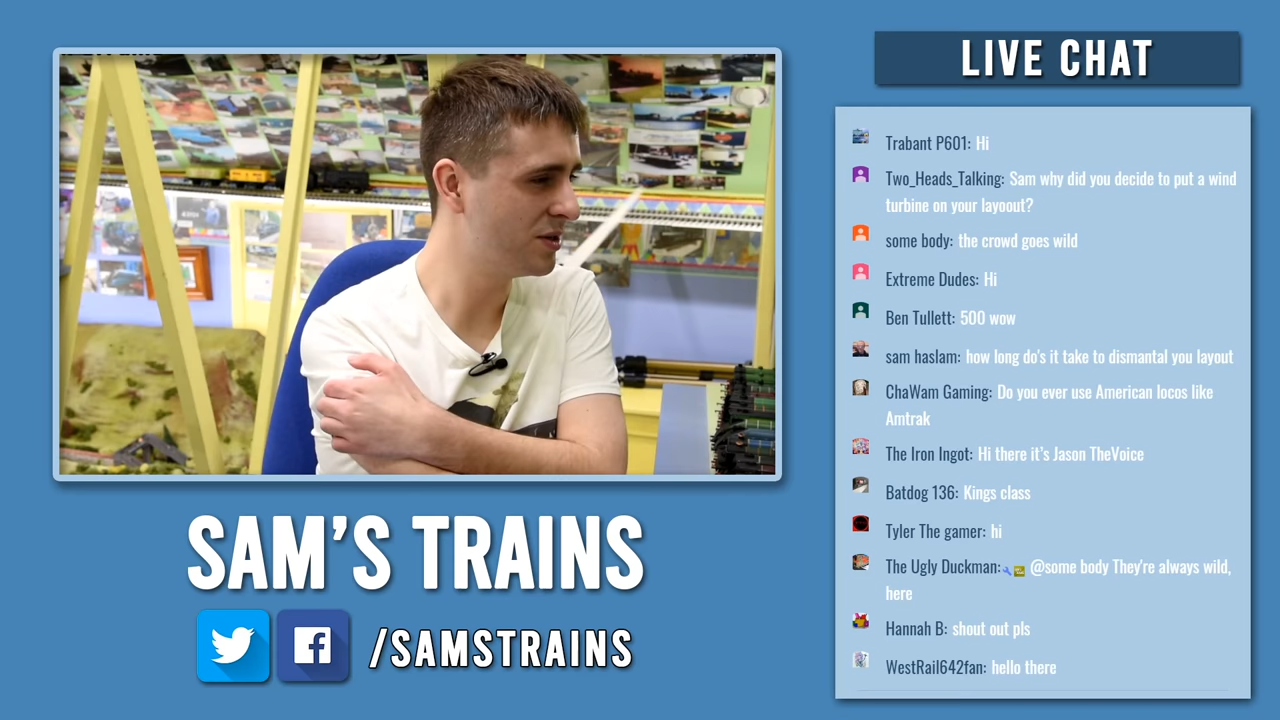 LIVE CHAT
Trabant P601: Hi
Two_Heads_Talking: Sam why did you decide to put a wind
turbine on your layoout?
some body: the crowd goes wild
Extreme Dudes: Hi
Ben Tullett: 500 wow
sam haslam: how long do's it take to dismantal you layout
ChaWam Gaming: Do you ever use American locos like
Amtrak
The Iron Ingot: Hi there it's Jason TheVoice
Batdog 136: Kings class
Tyler The gamer: hi
The Ugly Duckman: @some body They're always wild,
here
Hannah B: shout out pls
WestRail642fan: hello there
SAM'S TRAINS
/SAMSTRAINS